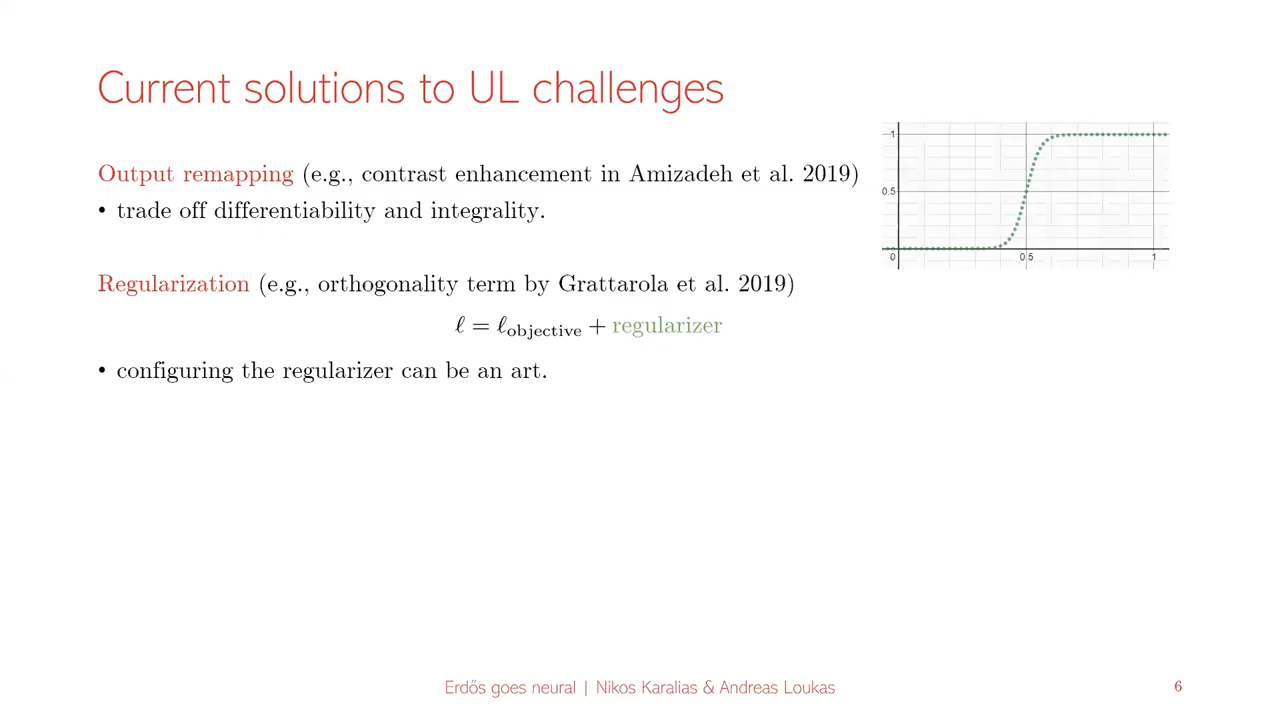 Current solutions to UL challenges
Output remapping (e.g., contrast enhancement in Amizadeh et al. 2019)
• trade off differentiability and integrality.
1
0.5
0
0.5
1
Regularization (e.g., orthogonality term by Grattarola et al. 2019)
ℓ = ℓobjective + regularizer
• configuring the regularizer can be an art.
Erdős goes neural | Nikos Karalias & Andreas Loukas
6